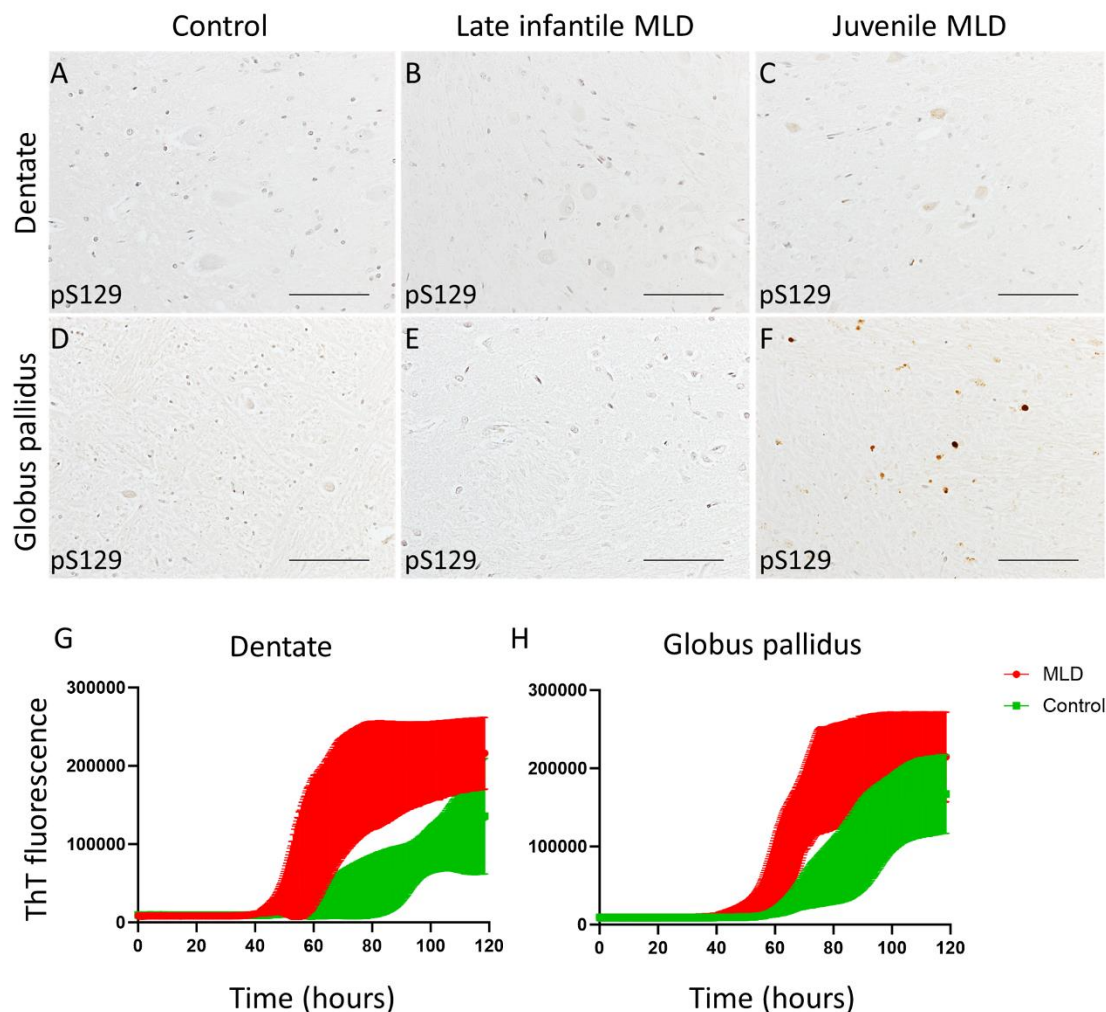 Control Late infantile MLD Juvenile MLD
A B C
Dentate
pS129 pS129 pS129
D E F
Globus pallidus
pS129 pS129 pS129
G Dentate H Globus pallidus
MLD
Control
ThT fluorescence
300000 300000
200000 200000
100000 100000
0 0
0 20 40 60 80 100 120 0 20 40 60 80 100 120
Time (hours) Time (hours)